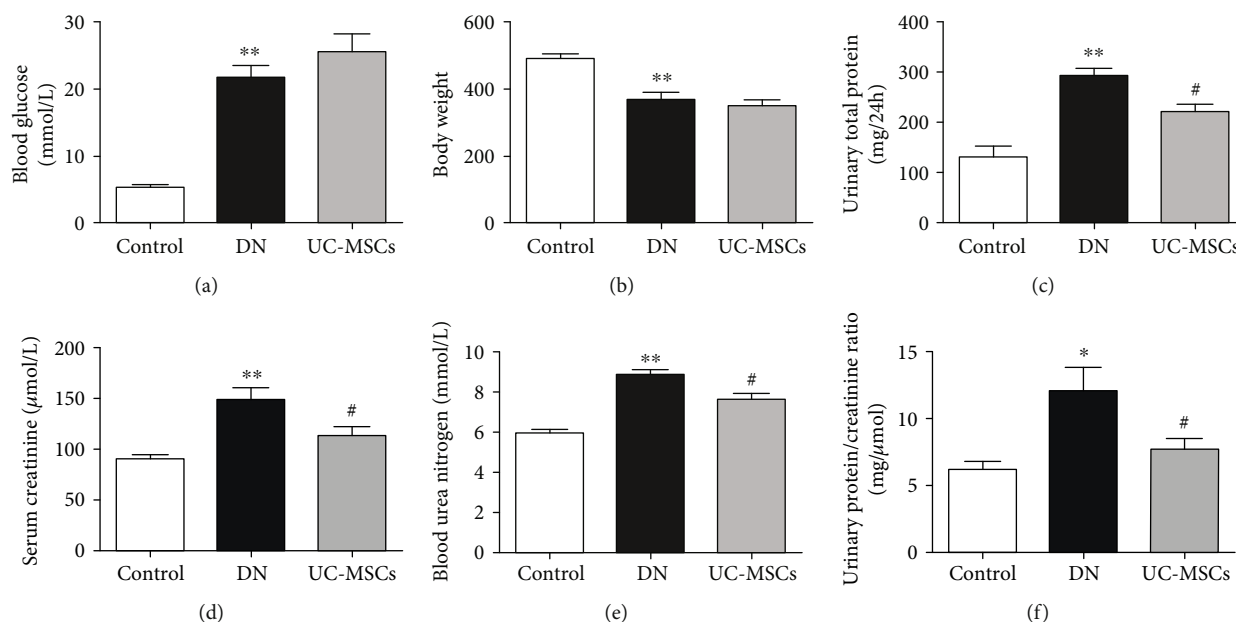 Blood glucose
(mmol/L)
30
20
10
0
**
Control DN UC-MSCs
(a)
Body weight
600
400
200
0
**
Control DN UC-MSCs
(b)
Urinary total protein
(mg/24h)
400
300
200
100
0
**
#
Control DN UC-MSCs
(c)
Serum creatinine (μmol/L)
200
150
100
50
0
**
#
Control DN UC-MSCs
(d)
Blood urea nitrogen (mmol/L)
10
8
6
4
2
0
**
#
Control DN UC-MSCs
(e)
Urinary protein/creatinine ratio
(mg/μmol)
15
10
5
0
*
#
Control DN UC-MSCs
(f)